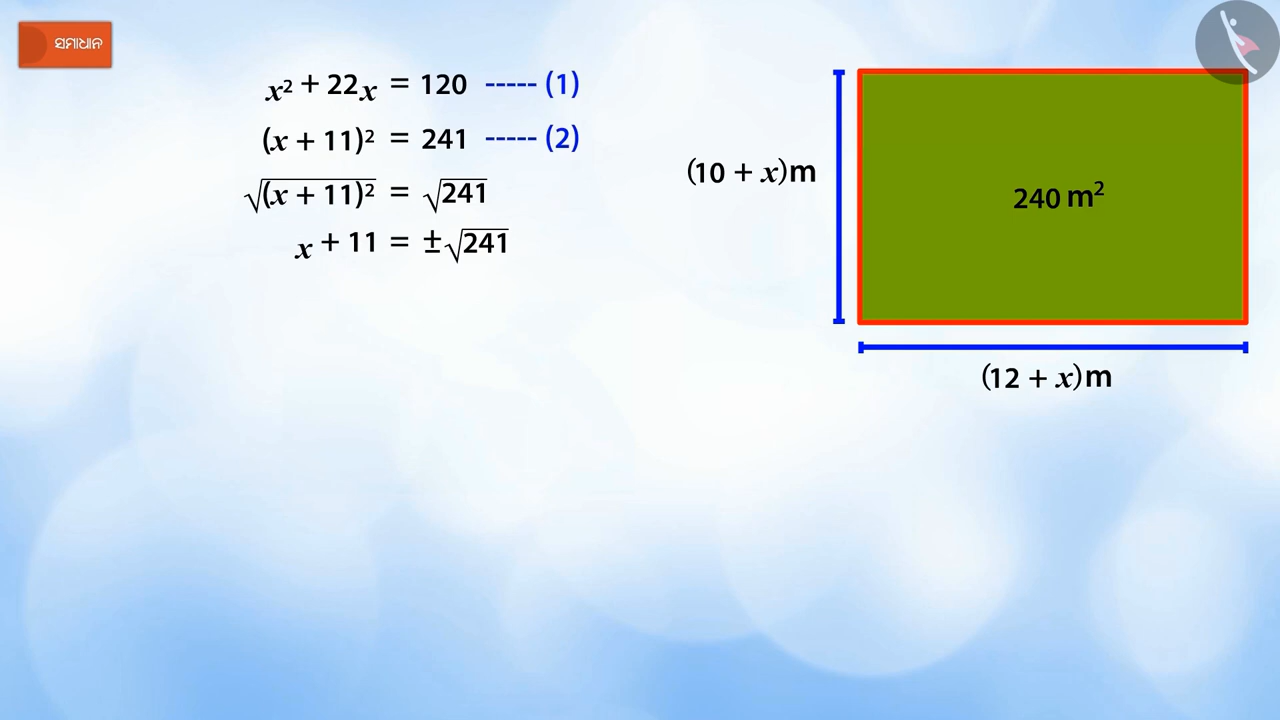 ସମାଧାନ
x² + 22x = 120 ----- (1)
(x + 11)² = 241 ----- (2)
√(x + 11)² = √241
x + 11 = ±√241
(10 + x)m
240 m²
(12 + x)m